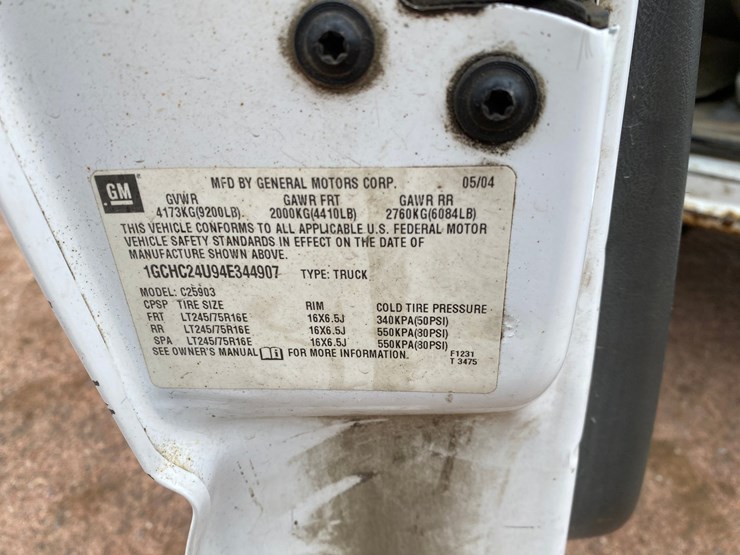 GM
MFD BY GENERAL MOTORS CORP. 05/04
GVWR GAWR FRT GAWR RR
4173KG(9200LB) 2000KG(4410LB) 2760KG(6084LB)
THIS VEHICLE CONFORMS TO ALL APPLICABLE U.S. FEDERAL MOTOR
VEHICLE SAFETY STANDARDS IN EFFECT ON THE DATE OF
MANUFACTURE SHOWN ABOVE.
1GCHC24U94E344907 TYPE: TRUCK
MODEL: C25903
CPSP TIRE SIZE RIM COLD TIRE PRESSURE
FRT LT245/75R16E 16X6.5J 340KPA(50PSI)
RR LT245/75R16E 16X6.5J 550KPA(80PSI)
SPA LT245/75R16E 16X6.5J 550KPA(80PSI)
SEE OWNER'S MANUAL FOR MORE INFORMATION. F1231
T 3475